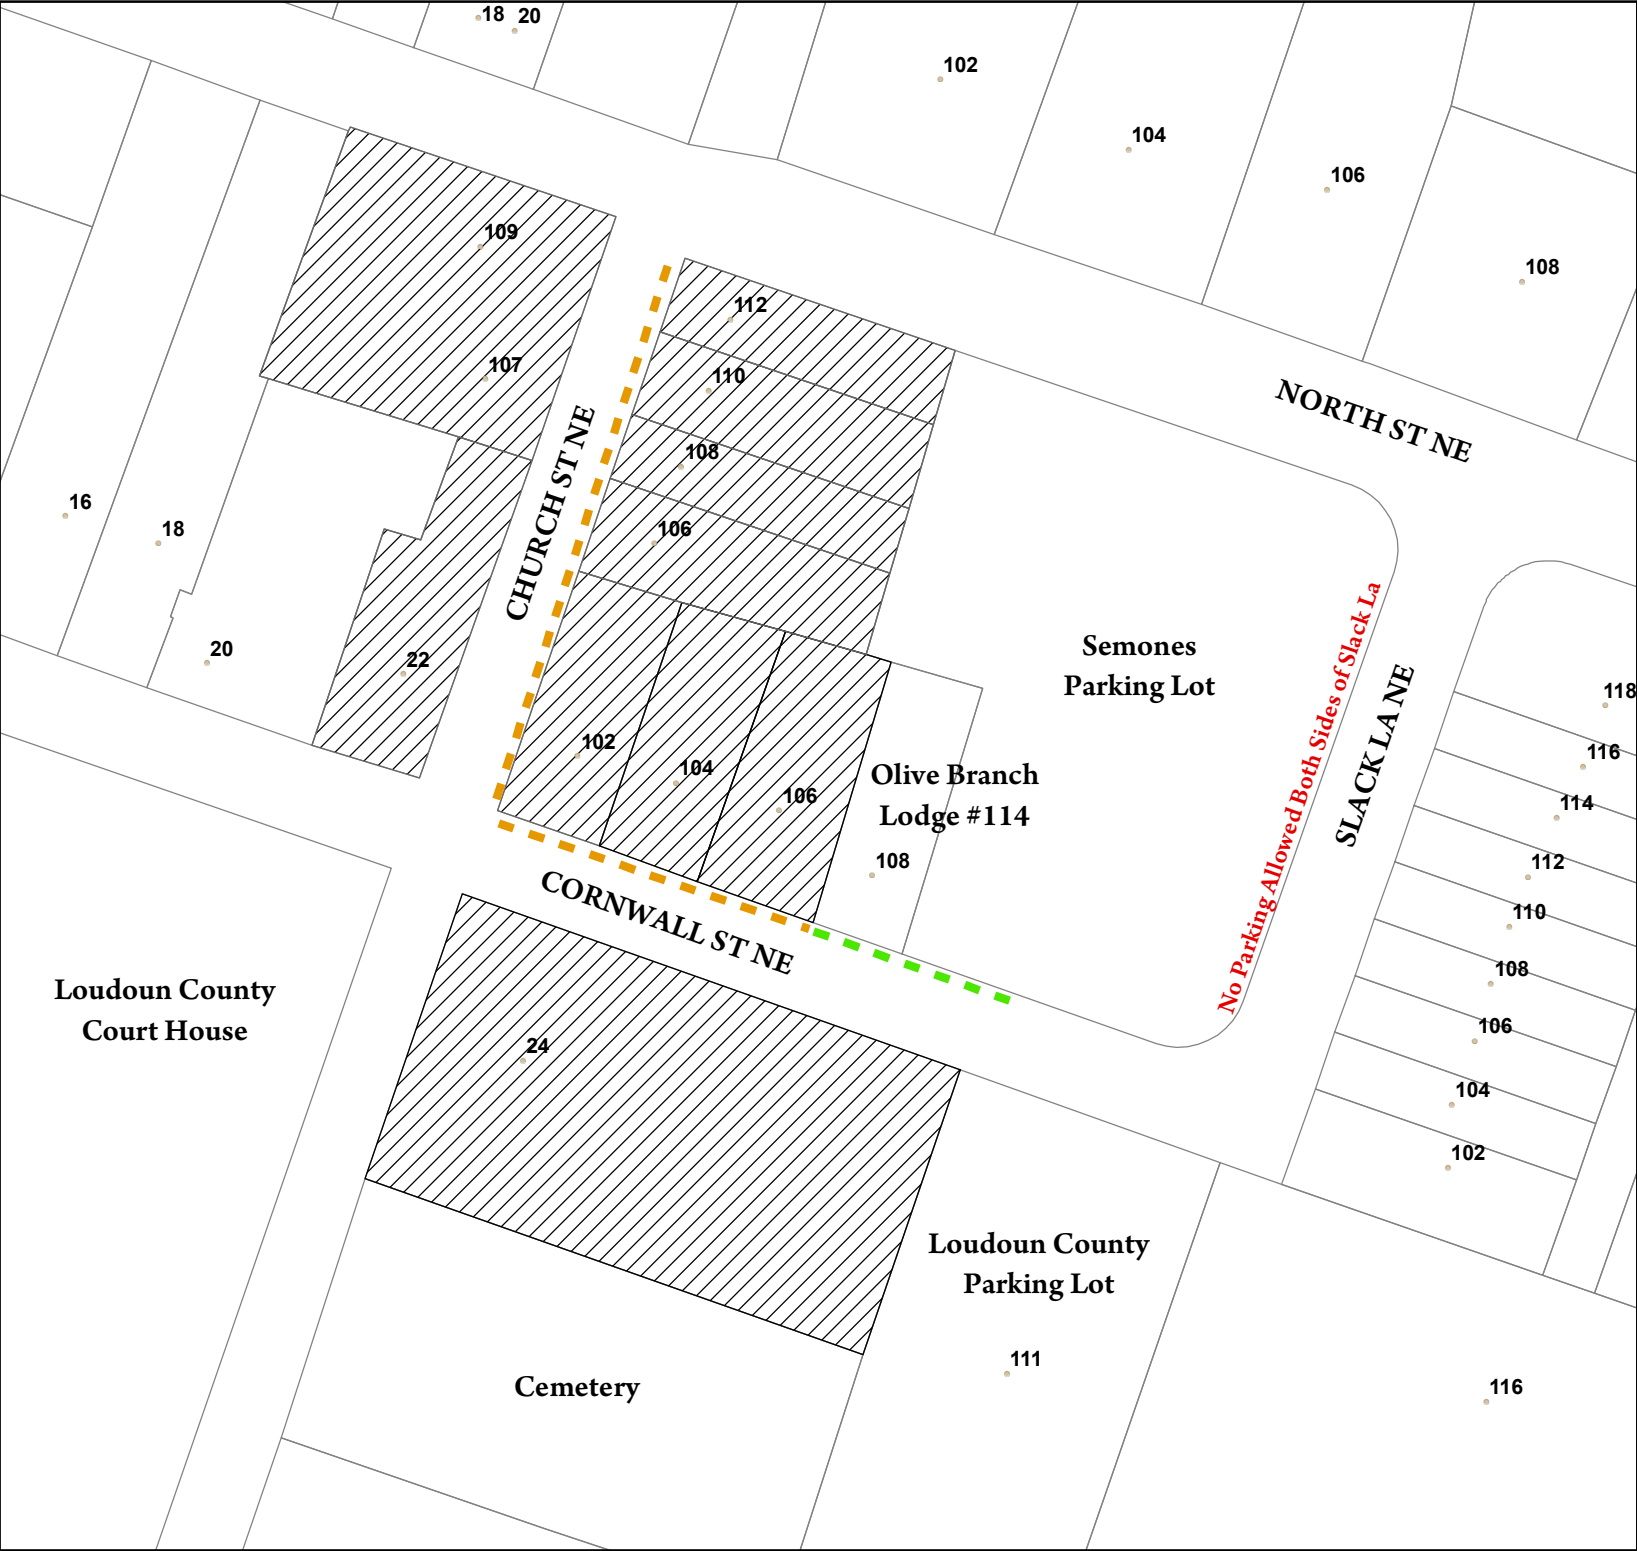 18
20
102
104
106
108
109
107
112
110
108
106
NORTH ST NE
CHURCH ST NE
16
18
20
22
Semones
Parking Lot
No Parking Allowed Both Sides of Slack La
SLACK LA NE
118
116
114
112
110
108
106
104
102
102
104
106
Olive Branch
Lodge #114
108
CORNWALL ST NE
Loudoun County
Court House
24
Loudoun County
Parking Lot
111
Cemetery
116